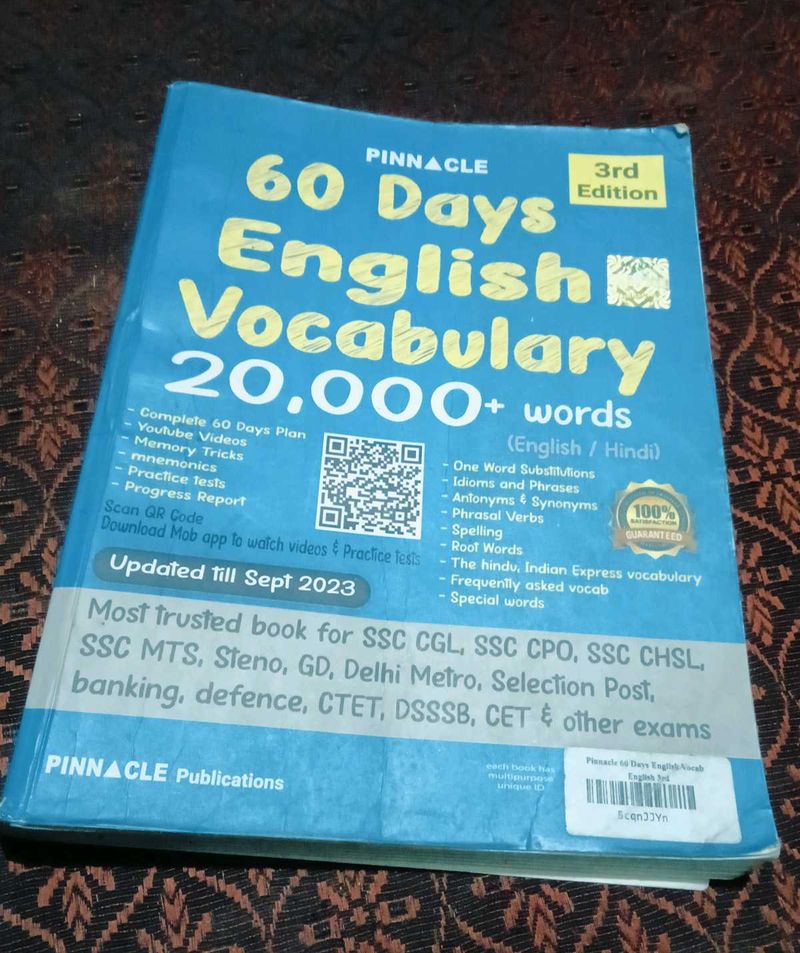 PINNACLE
3rd
Edition
60 Days
English
Vocabulary
20,000+ words
(English / Hindi)
- Complete 60 Days Plan
- YouTube Videos
- Memory Tricks
- mnemonics
- Practice tests
- Progress Report
Scan QR Code
Download Mob app to watch videos & Practice tests
- One Word Substitutions
- Idioms and Phrases
- Antonyms & Synonyms
- Phrasal Verbs
- Spelling
- Root Words
- The hindu, Indian Express vocabulary
- Frequently asked vocab
- Special words
100%
SATISFACTION
GUARANTEED
Updated till Sept 2023
Most trusted book for SSC CGL, SSC CPO, SSC CHSL,
SSC MTS, Steno, GD, Delhi Metro, Selection Post,
banking, defence, CTET, DSSSB, CET & other exams
PINNACLE Publications
each book has
multipurpose
unique ID
Pinnacle 60 Days English Vocab
English 3rd